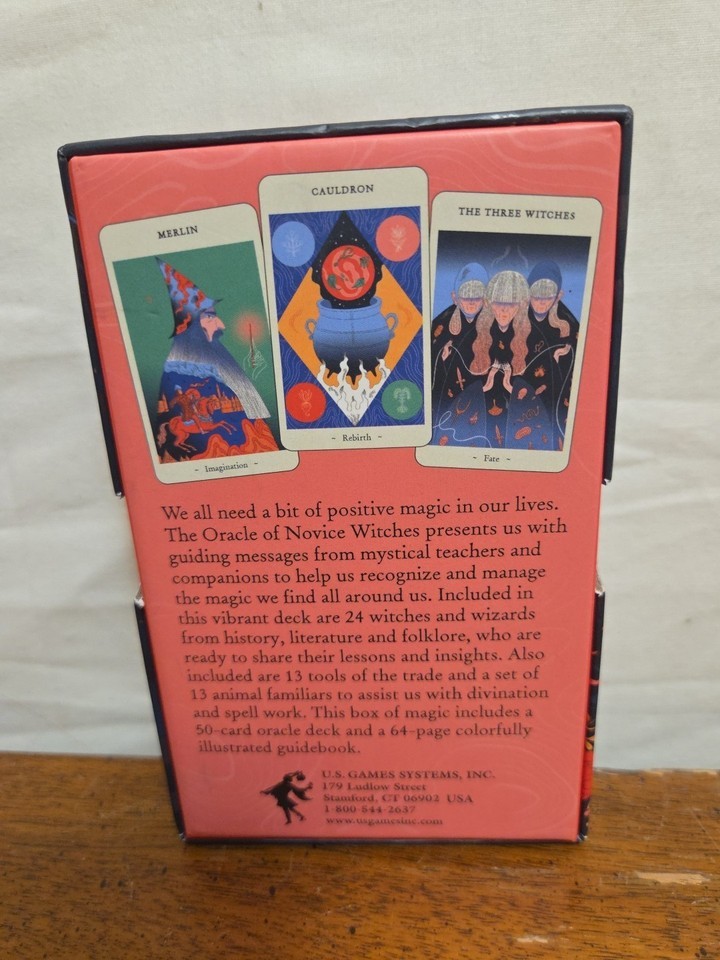 MERLIN
CAULDRON
THE THREE WITCHES
~ Imagination ~
~ Rebirth ~
~ Fate ~
We all need a bit of positive magic in our lives.
The Oracle of Novice Witches presents us with
guiding messages from mystical teachers and
companions to help us recognize and manage
the magic we find all around us. Included in
this vibrant deck are 24 witches and wizards
from history, literature and folklore, who are
ready to share their lessons and insights. Also
included are 13 tools of the trade and a set of
13 animal familiars to assist us with divination
and spell work. This box of magic includes a
50-card oracle deck and a 64-page colorfully
illustrated guidebook.
U.S. GAMES SYSTEMS, INC.
179 Ludlow Street
Stamford, CT 06902 USA
1-800-544-2637
www.usgamesinc.com